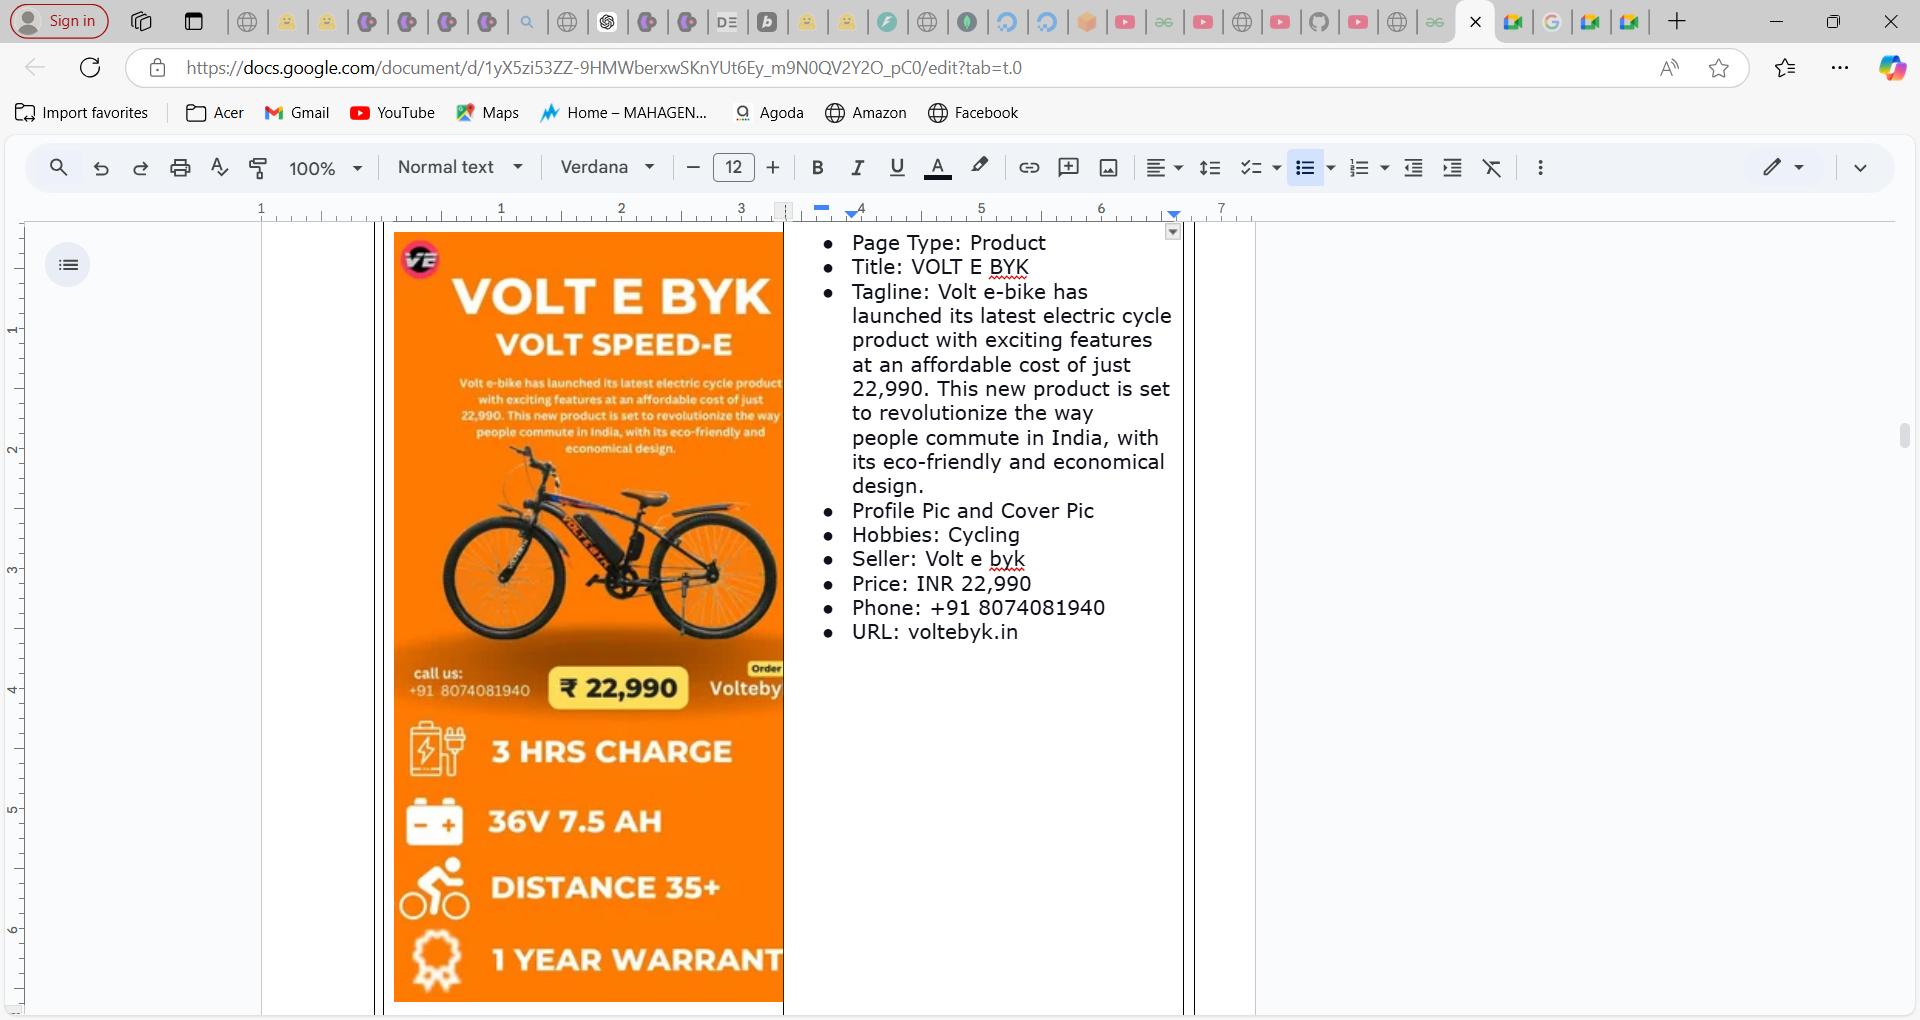 Sign in
https://docs.google.com/document/d/1yX5zi53ZZ-9HMWberxwSKnYUt6Ey_m9N0QV2Y2O_pC0/edit?tab=t.0
Import favorites
Acer
Gmail
YouTube
Maps
Home – MAHAGEN...
Agoda
Amazon
Facebook
100%
Normal text
Verdana
12
1 1 2 3 4 5 6 7
1
2
3
4
5
6
VE
VOLT E BYK
VOLT SPEED-E
Volt e-bike has launched its latest electric cycle product
with exciting features at an affordable cost of just
22,990. This new product is set to revolutionize the way
people commute in India, with its eco-friendly and
economical design.
VOLTEBYK
call us:
+91 8074081940
₹ 22,990
Order
Volteby
3 HRS CHARGE
36V 7.5 AH
DISTANCE 35+
1 YEAR WARRANT
● Page Type: Product
● Title: VOLT E BYK
● Tagline: Volt e-bike has
launched its latest electric cycle
product with exciting features
at an affordable cost of just
22,990. This new product is set
to revolutionize the way
people commute in India, with
its eco-friendly and economical
design.
● Profile Pic and Cover Pic
● Hobbies: Cycling
● Seller: Volt e byk
● Price: INR 22,990
● Phone: +91 8074081940
● URL: voltebyk.in